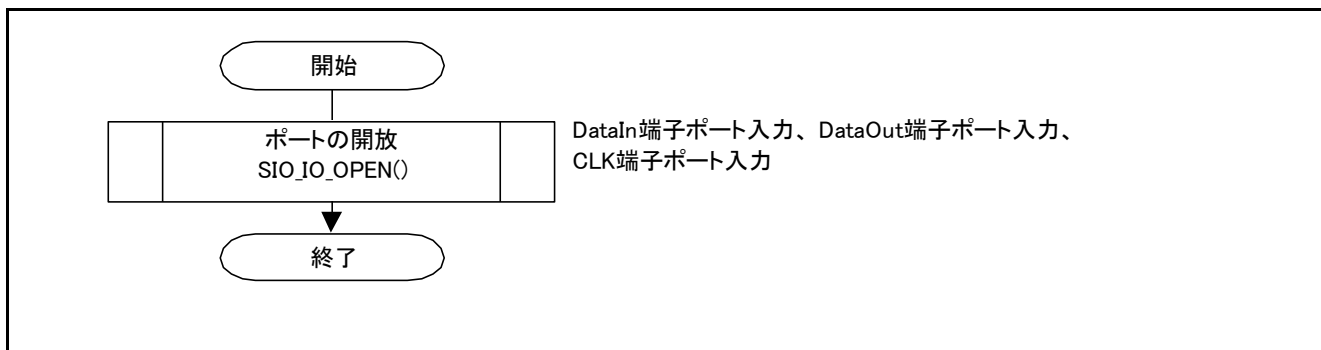 開始
ポートの開放
SIO_IO_OPEN()
DataIn端子ポート入力、DataOut端子ポート入力、
CLK端子ポート入力
終了